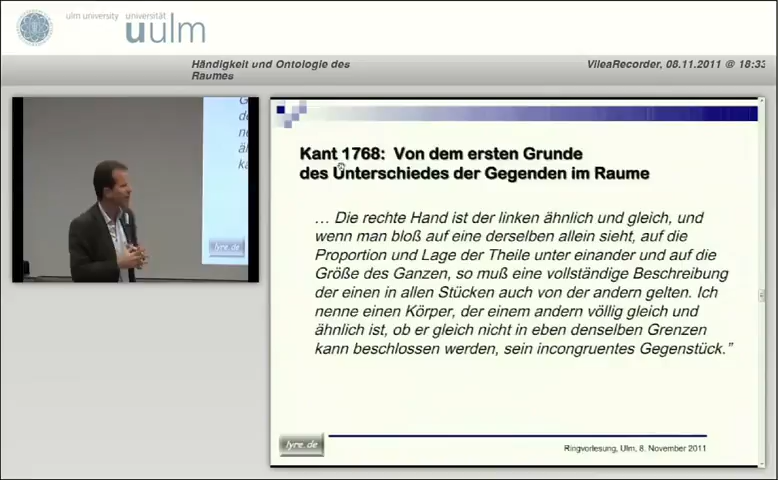 ulm university universität
uulm
Händigkeit und Ontologie des
Raumes
VileaRecorder, 08.11.2011 @ 18:33
Kant 1768: Von dem ersten Grunde
des Unterschiedes der Gegenden im Raume
… Die rechte Hand ist der linken ähnlich und gleich, und
wenn man bloß auf eine derselben allein sieht, auf die
Proportion und Lage der Theile unter einander und auf die
Größe des Ganzen, so muß eine vollständige Beschreibung
der einen in allen Stücken auch von der andern gelten. Ich
nenne einen Körper, der einem andern völlig gleich und
ähnlich ist, ob er gleich nicht in eben denselben Grenzen
kann beschlossen werden, sein incongruentes Gegenstück.”
lyre.de
Ringvorlesung, Ulm, 8. November 2011
lyre.de